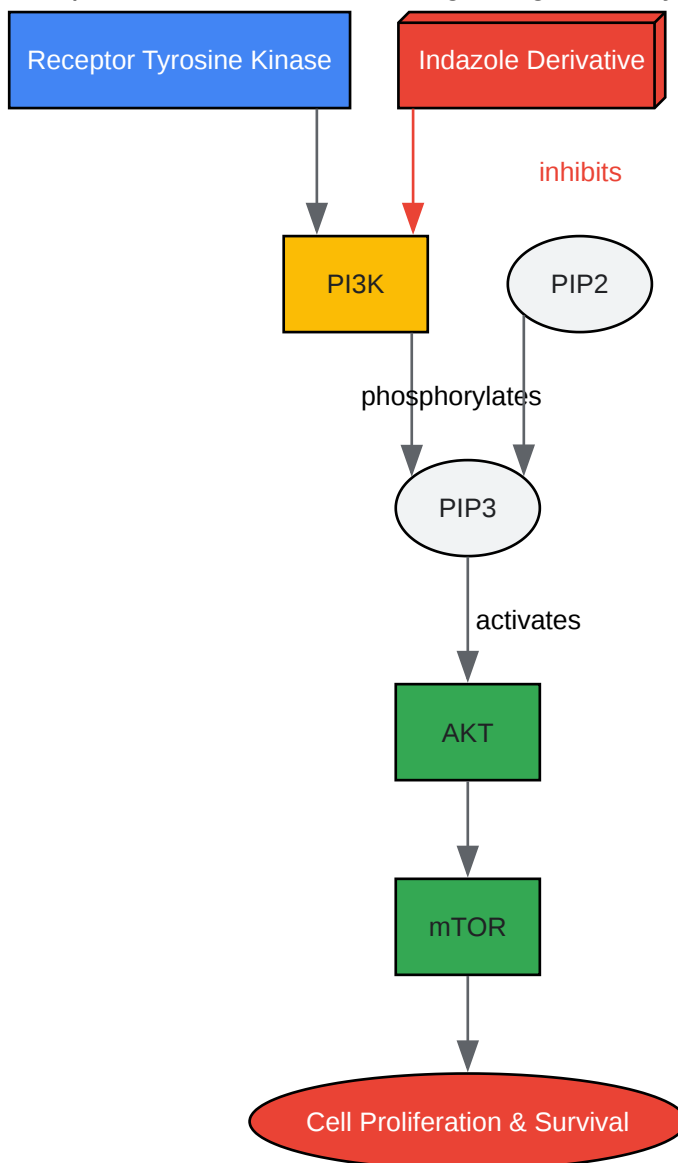 Receptor Tyrosine Kinase
Indazole Derivative
inhibits
PI3K
PIP2
phosphorylates
PIP3
activates
AKT
mTOR
Cell Proliferation & Survival